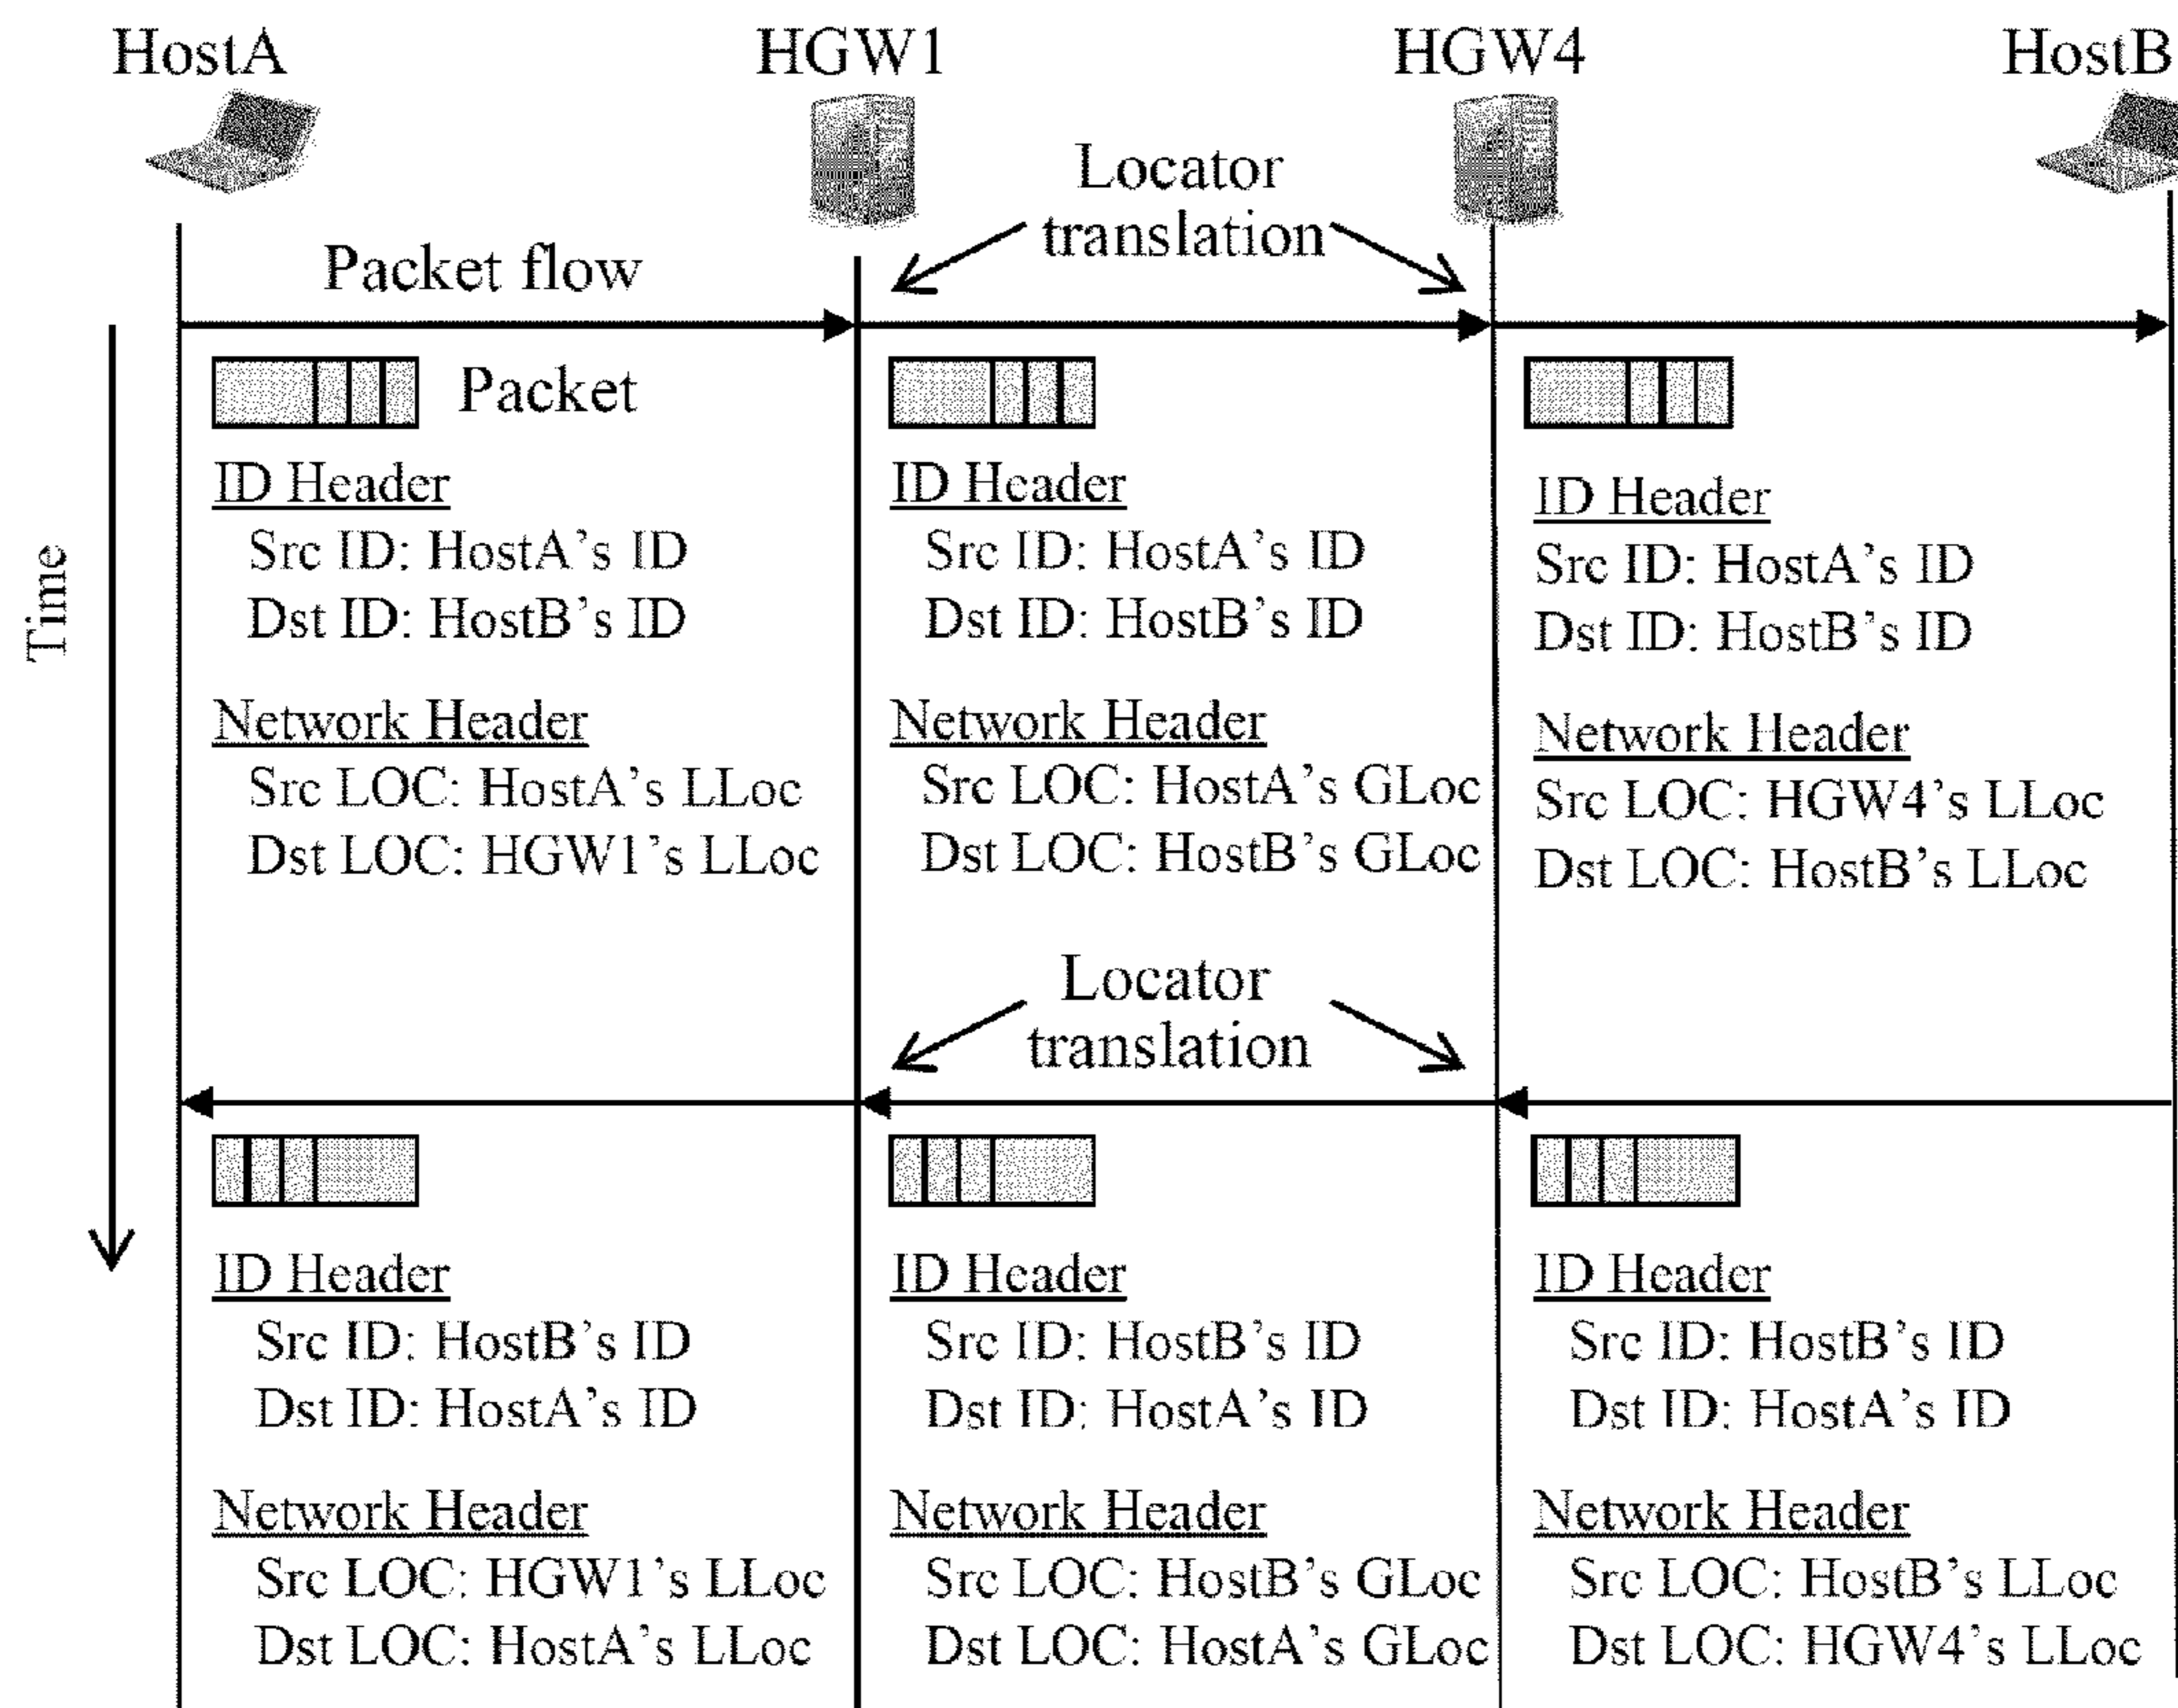 HostA
HGW1
HGW4
HostB
Locator
translation
Packet flow
Packet
Time
ID Header
Src ID: HostA's ID
Dst ID: HostB's ID
Network Header
Src LOC: HostA's LLoc
Dst LOC: HGW1's LLoc
ID Header
Src ID: HostA's ID
Dst ID: HostB's ID
Network Header
Src LOC: HostA's GLoc
Dst LOC: HostB's GLoc
ID Header
Src ID: HostA's ID
Dst ID: HostB's ID
Network Header
Src LOC: HGW4's LLoc
Dst LOC: HostB's LLoc
Locator
translation
ID Header
Src ID: HostB's ID
Dst ID: HostA's ID
Network Header
Src LOC: HGW1's LLoc
Dst LOC: HostA's LLoc
ID Header
Src ID: HostB's ID
Dst ID: HostA's ID
Network Header
Src LOC: HostB's GLoc
Dst LOC: HostA's GLoc
ID Header
Src ID: HostB's ID
Dst ID: HostA's ID
Network Header
Src LOC: HostB's LLoc
Dst LOC: HGW4's LLoc